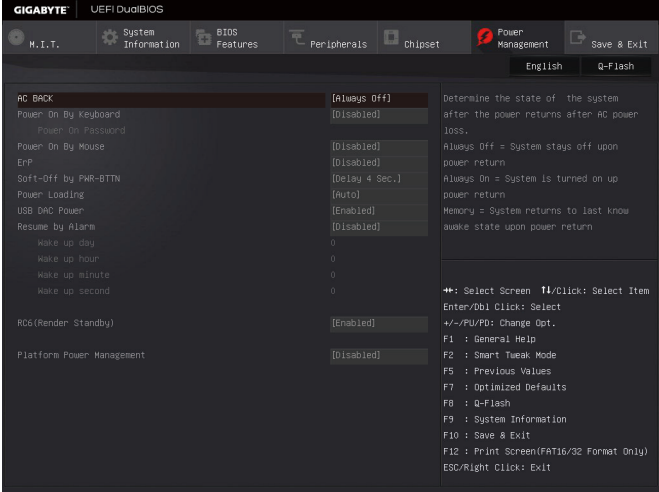 GIGABYTE™ UEFI DualBIOS
M.I.T.
System
Information
BIOS
Features
Peripherals
Chipset
Power
Management
Save & Exit
English Q-Flash
AC BACK [Always Off]
Power On By Keyboard [Disabled]
Power On Password
Power On By Mouse [Disabled]
ErP [Disabled]
Soft-Off by PWR-BTTN [Delay 4 Sec.]
Power Loading [Auto]
USB DAC Power [Enabled]
Resume by Alarm [Disabled]
Wake up day 0
Wake up hour 0
Wake up minute 0
Wake up second 0
RC6(Render Standby) [Enabled]
Platform Power Management [Disabled]
Determine the state of the system
after the power returns after AC power
loss.
Always Off = System stays off upon
power return
Always On = System is turned on up
power return
Memory = System returns to last know
awake state upon power return
→←: Select Screen ↑↓/Click: Select Item
Enter/Dbl Click: Select
+/-/PU/PD: Change Opt.
F1 : General Help
F2 : Smart Tweak Mode
F5 : Previous Values
F7 : Optimized Defaults
F8 : Q-Flash
F9 : System Information
F10 : Save & Exit
F12 : Print Screen(FAT16/32 Format Only)
ESC/Right Click: Exit